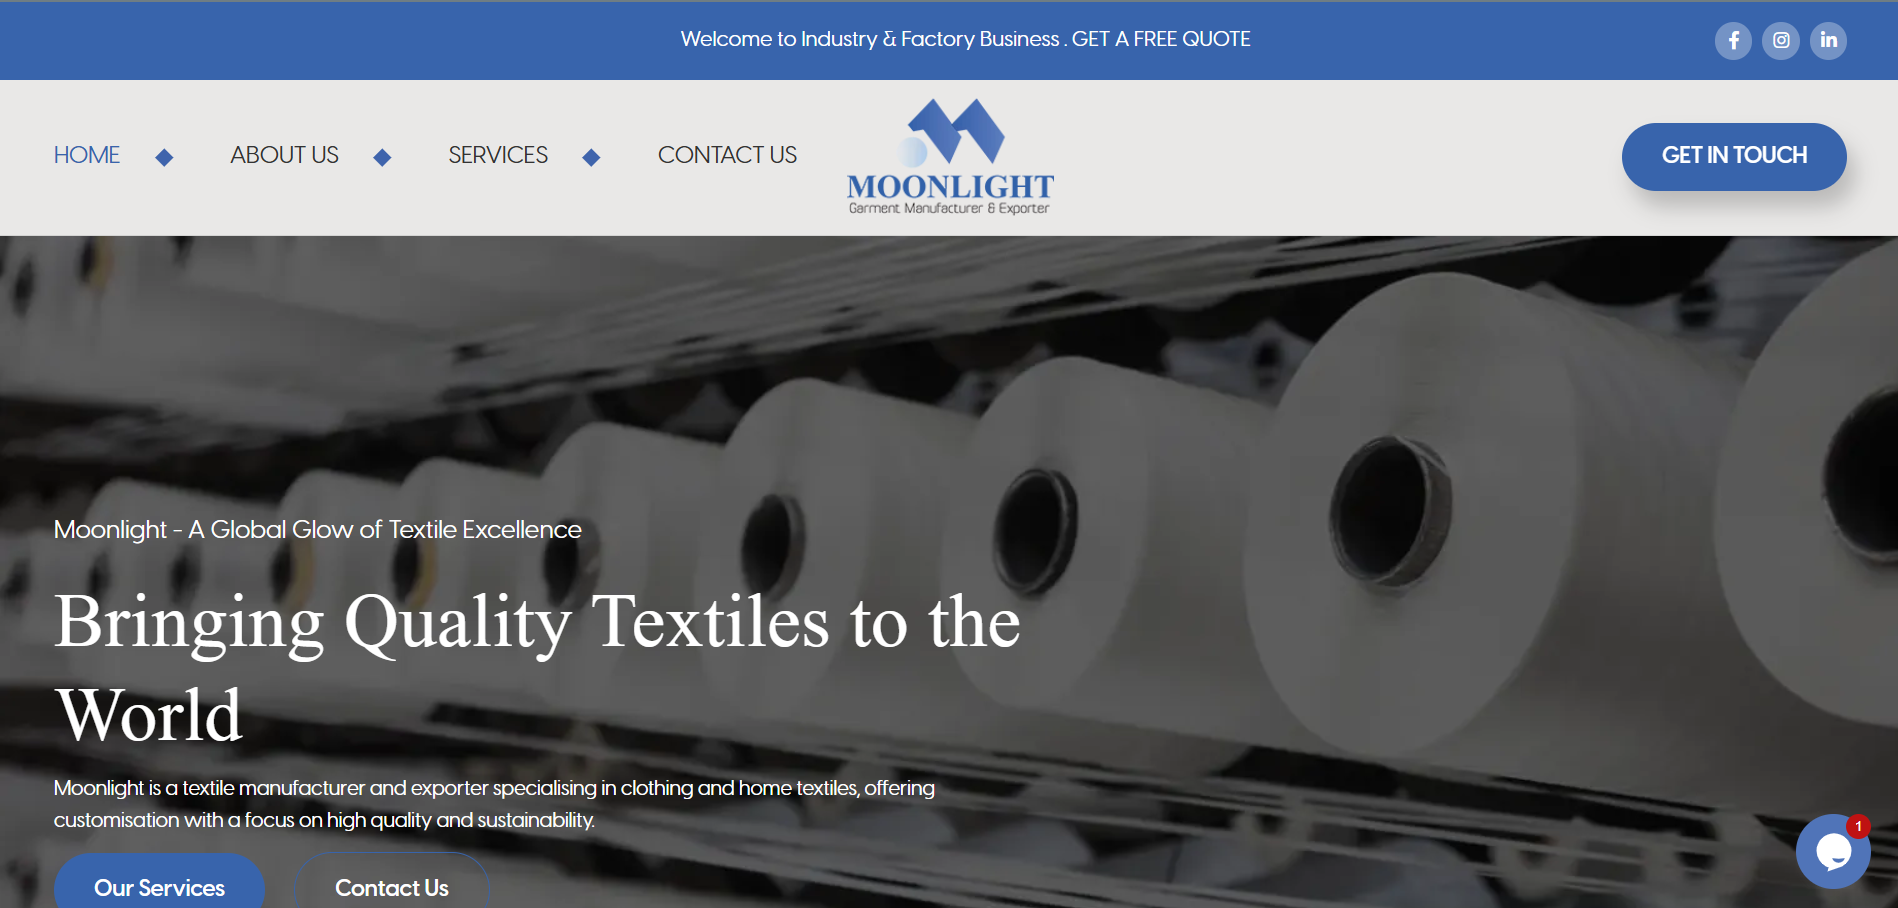 Welcome to Industry & Factory Business . GET A FREE QUOTE
HOME
ABOUT US
SERVICES
CONTACT US
MOONLIGHT
Garment Manufacturer & Exporter
GET IN TOUCH
Moonlight - A Global Glow of Textile Excellence
Bringing Quality Textiles to the
World
Moonlight is a textile manufacturer and exporter specialising in clothing and home textiles, offering
customisation with a focus on high quality and sustainability.
Our Services
Contact Us
1